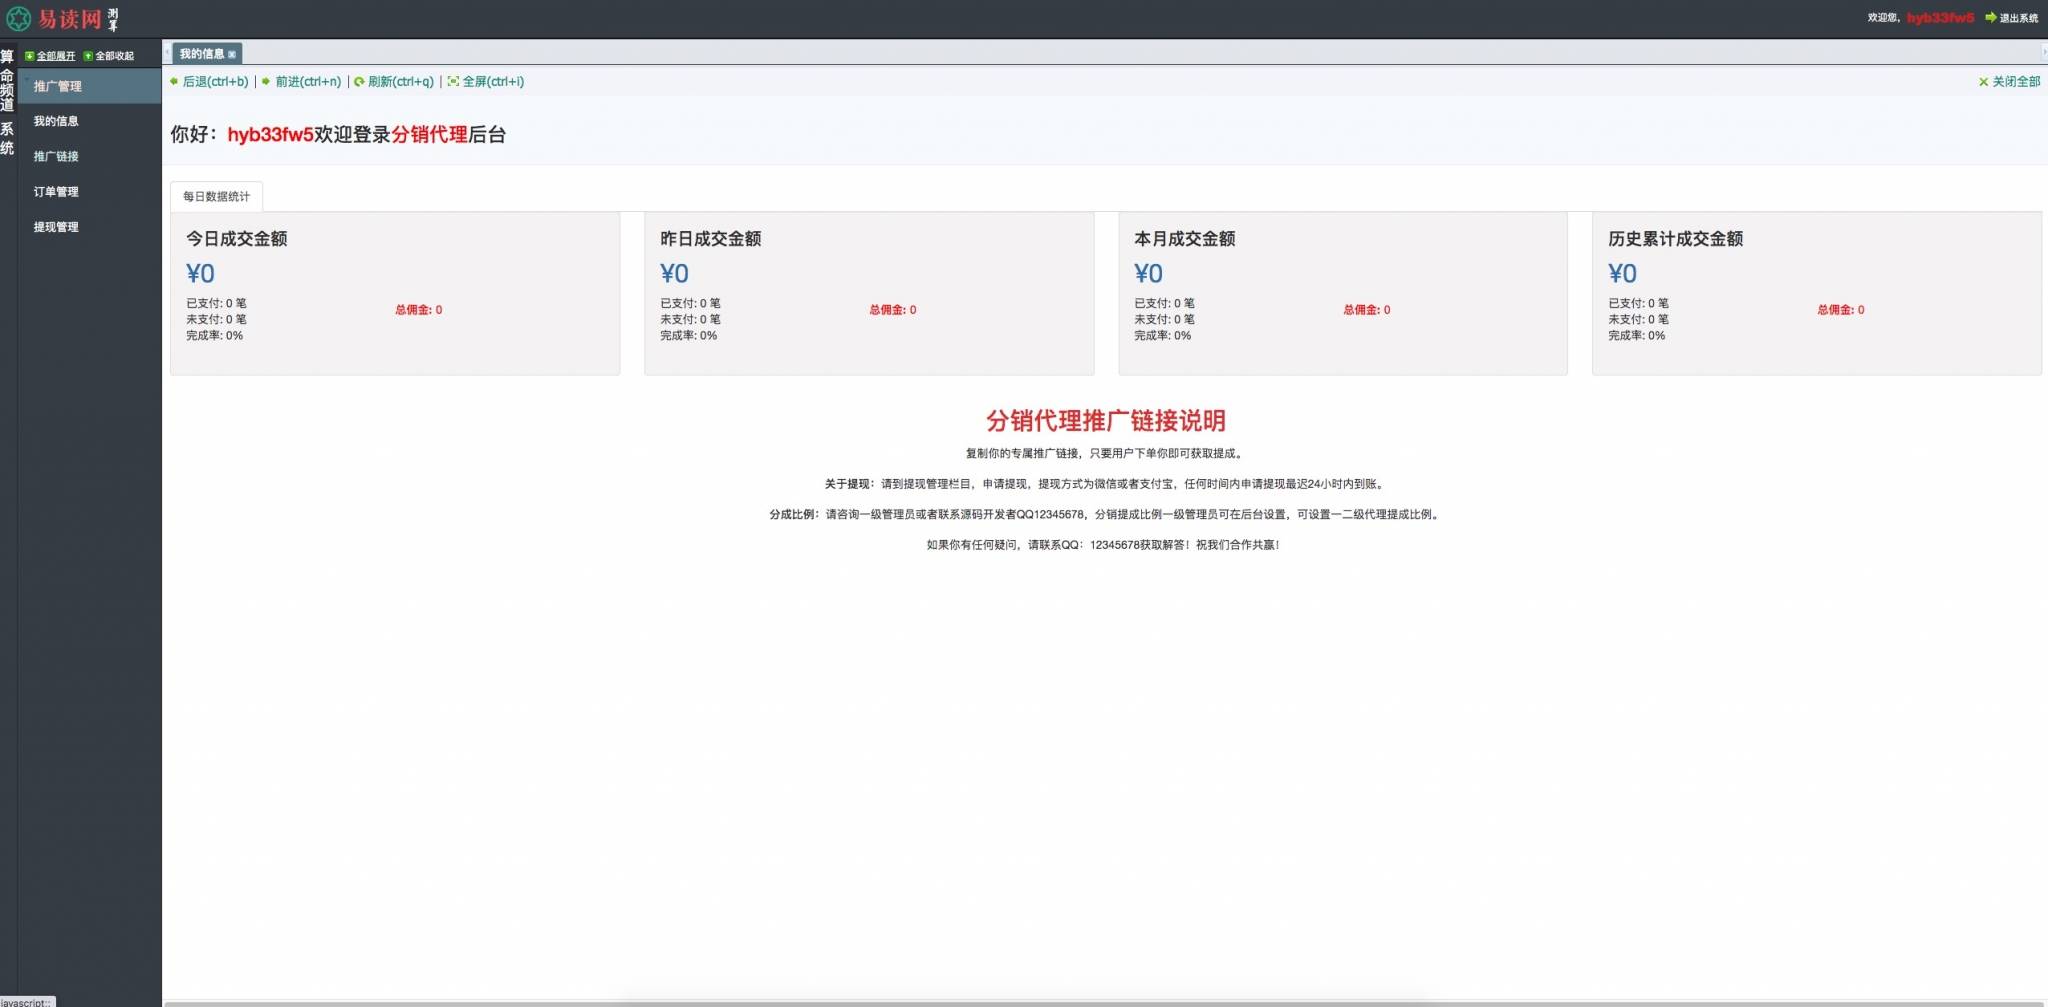 易读网 测算
欢迎您, hyb33fw5 退出系统
算命频道
系统
全部展开 全部收起
推广管理
我的信息
推广链接
订单管理
提现管理
我的信息
后退(ctrl+b) | 前进(ctrl+n) | 刷新(ctrl+q) | 全屏(ctrl+i)
关闭全部
你好：hyb33fw5欢迎登录分销代理后台
每日数据统计
今日成交金额
¥0
已支付: 0 笔
未支付: 0 笔
完成率: 0%
总佣金: 0
昨日成交金额
¥0
已支付: 0 笔
未支付: 0 笔
完成率: 0%
总佣金: 0
本月成交金额
¥0
已支付: 0 笔
未支付: 0 笔
完成率: 0%
总佣金: 0
历史累计成交金额
¥0
已支付: 0 笔
未支付: 0 笔
完成率: 0%
总佣金: 0
分销代理推广链接说明
复制你的专属推广链接，只要用户下单你即可获取提成。
关于提现：请到提现管理栏目，申请提现，提现方式为微信或者支付宝，任何时间内申请提现最迟24小时内到账。
分成比例：请咨询一级管理员或者联系源码开发者QQ12345678，分销提成比例一级管理员可在后台设置，可设置一二级代理提成比例。
如果你有任何疑问，请联系QQ：12345678获取解答！祝我们合作共赢！
javascript:;